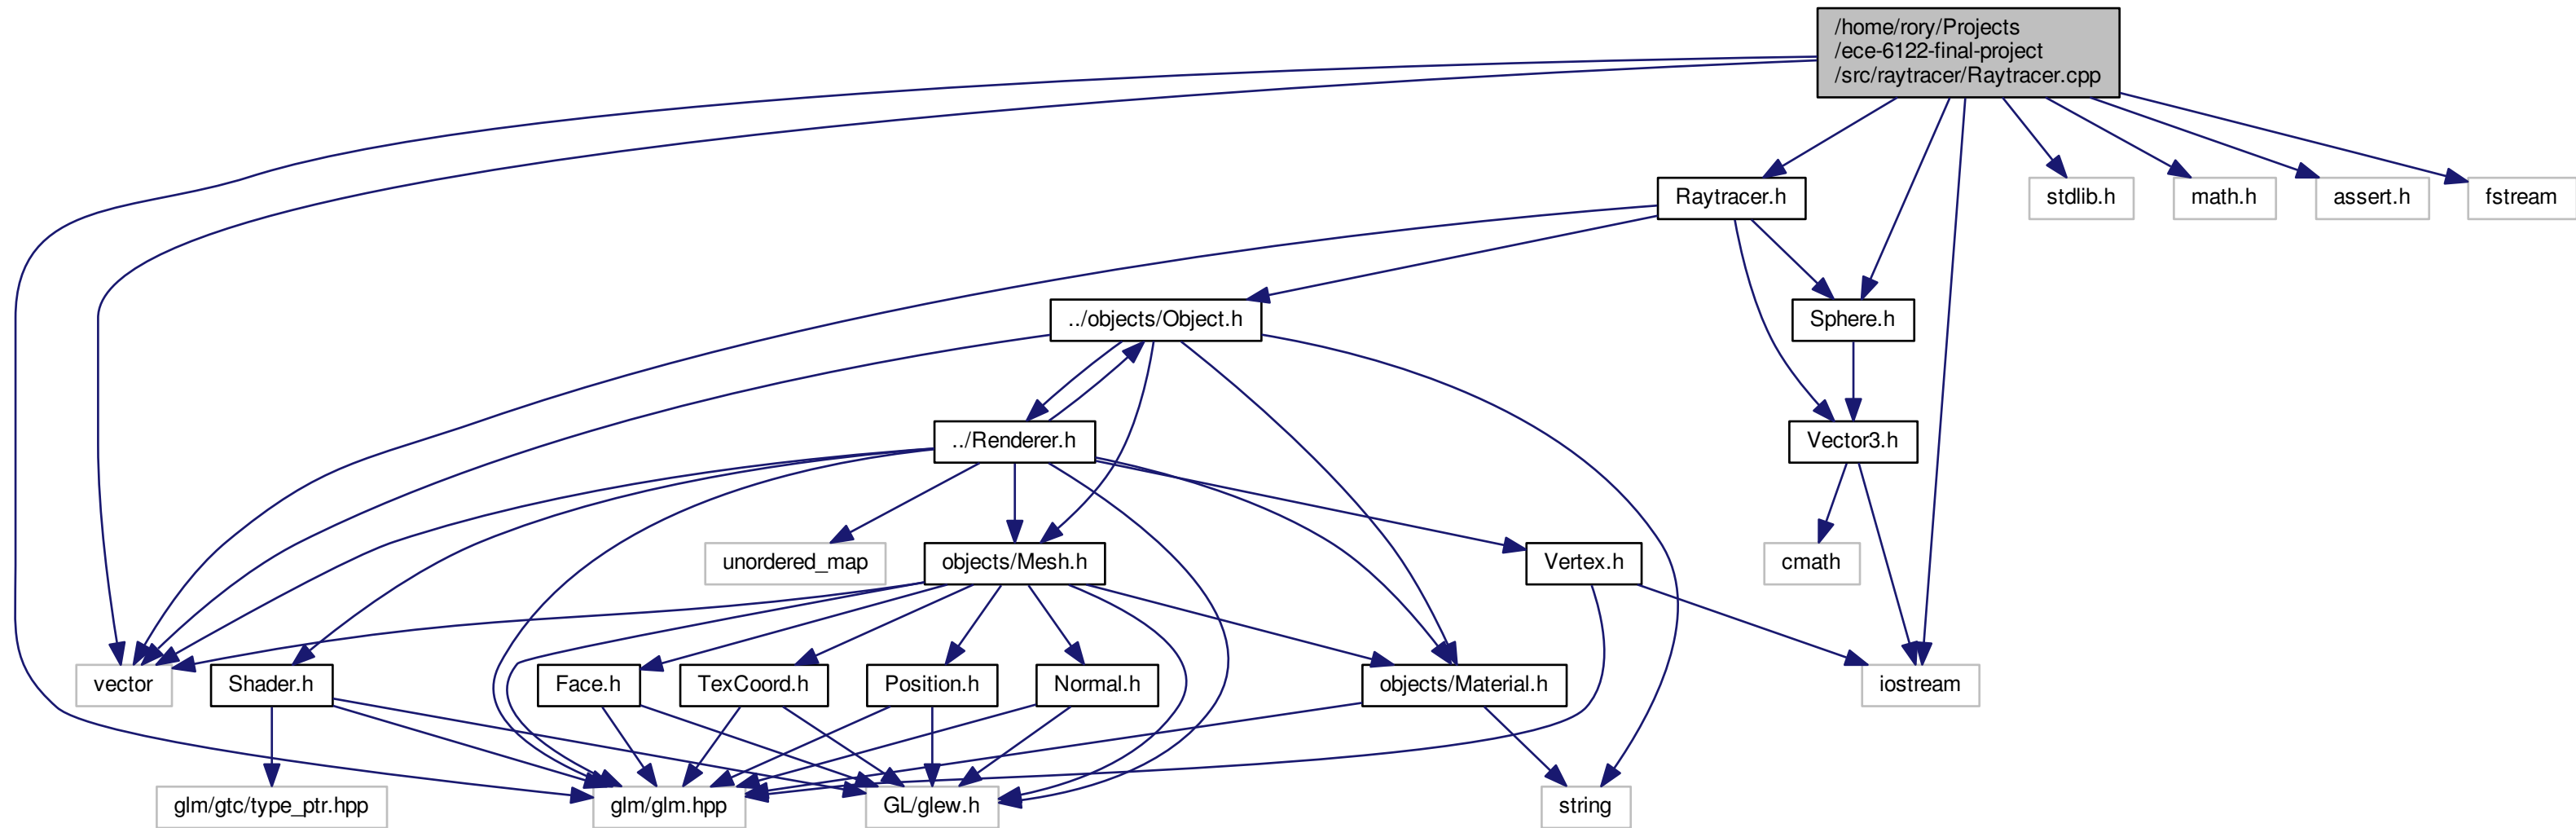 /home/rory/Projects
/ece-6122-final-project
/src/raytracer/Raytracer.cpp
Raytracer.h
stdlib.h
math.h
assert.h
fstream
../objects/Object.h
Sphere.h
../Renderer.h
Vector3.h
unordered_map
objects/Mesh.h
Vertex.h
cmath
vector
Shader.h
Face.h
TexCoord.h
Position.h
Normal.h
objects/Material.h
iostream
glm/gtc/type_ptr.hpp
glm/glm.hpp
GL/glew.h
string